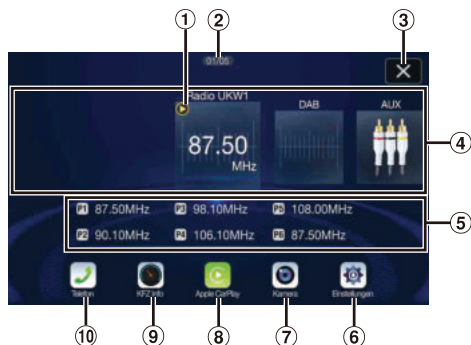 ① ② ③
01/05
Radio UKW1
DAB
AUX
87.50
MHz
④
P1 87.50MHz P3 98.10MHz P5 108.00MHz
⑤
P2 90.10MHz P4 106.10MHz P6 87.50MHz
Telefon KFZ Info Apple CarPlay Kamera Einstellungen
⑩ ⑨ ⑧ ⑦ ⑥